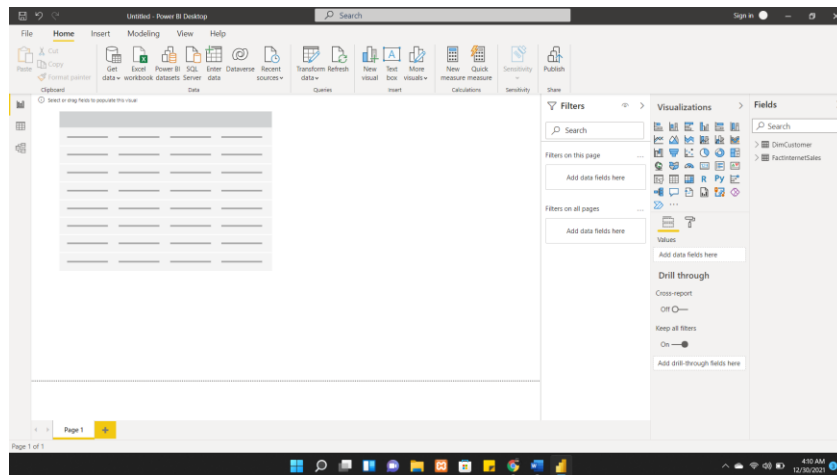 Untitled - Power BI Desktop
Search
Sign in
File Home Insert Modeling View Help
Paste
Cut
Copy
Format painter
Clipboard
Get data
Excel workbook
Power BI datasets
SQL Server
Enter data
Dataverse
Recent sources
Data
Transform data
Refresh
Queries
New visual
Text box
More visuals
Insert
New measure
Quick measure
Calculations
Sensitivity
Sensitivity
Publish
Share
Select or drag fields to populate this visual
Filters
Search
Filters on this page ...
Add data fields here
Filters on all pages ...
Add data fields here
Visualizations
R Py
...
Values
Add data fields here
Drill through
Cross-report
Off
Keep all filters
On
Add drill-through fields here
Fields
Search
DimCustomer
FactInternetSales
Page 1
Page 1 of 1
4:10 AM
12/30/2021